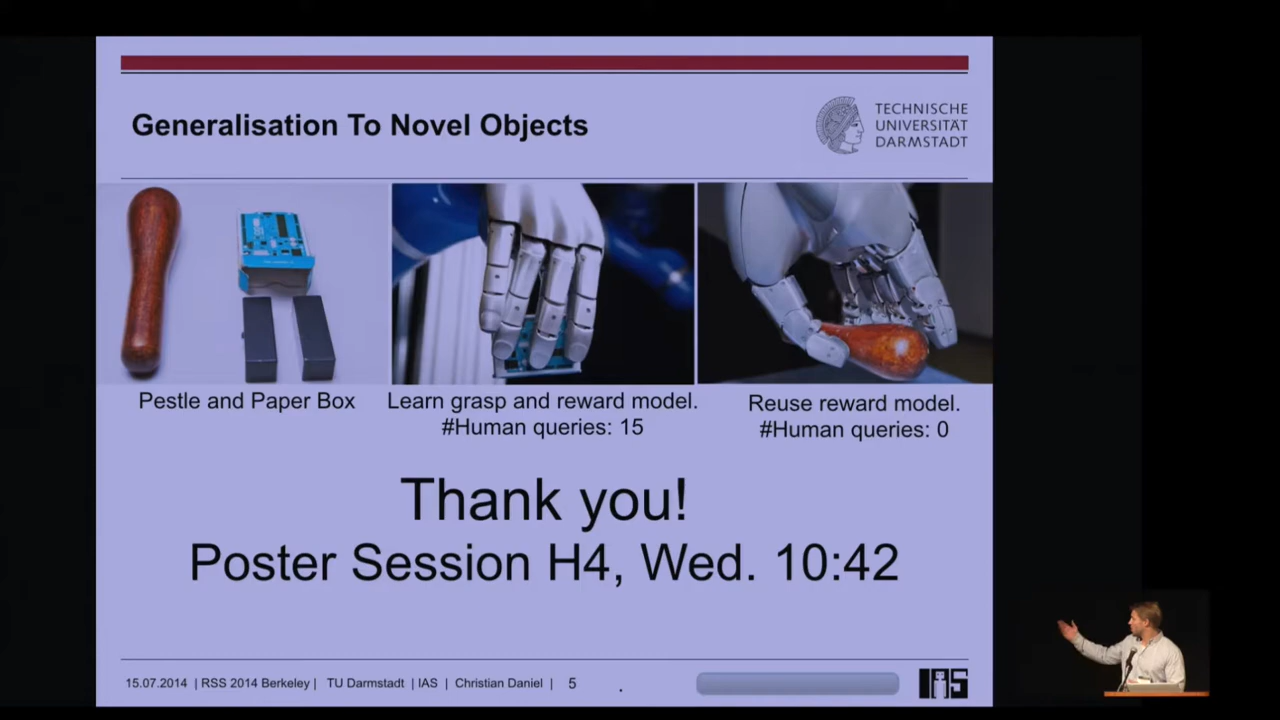 Generalisation To Novel Objects
TECHNISCHE
UNIVERSITÄT
DARMSTADT
Pestle and Paper Box
Learn grasp and reward model.
#Human queries: 15
Reuse reward model.
#Human queries: 0
Thank you!
Poster Session H4, Wed. 10:42
15.07.2014 | RSS 2014 Berkeley | TU Darmstadt | IAS | Christian Daniel | 5
IAS